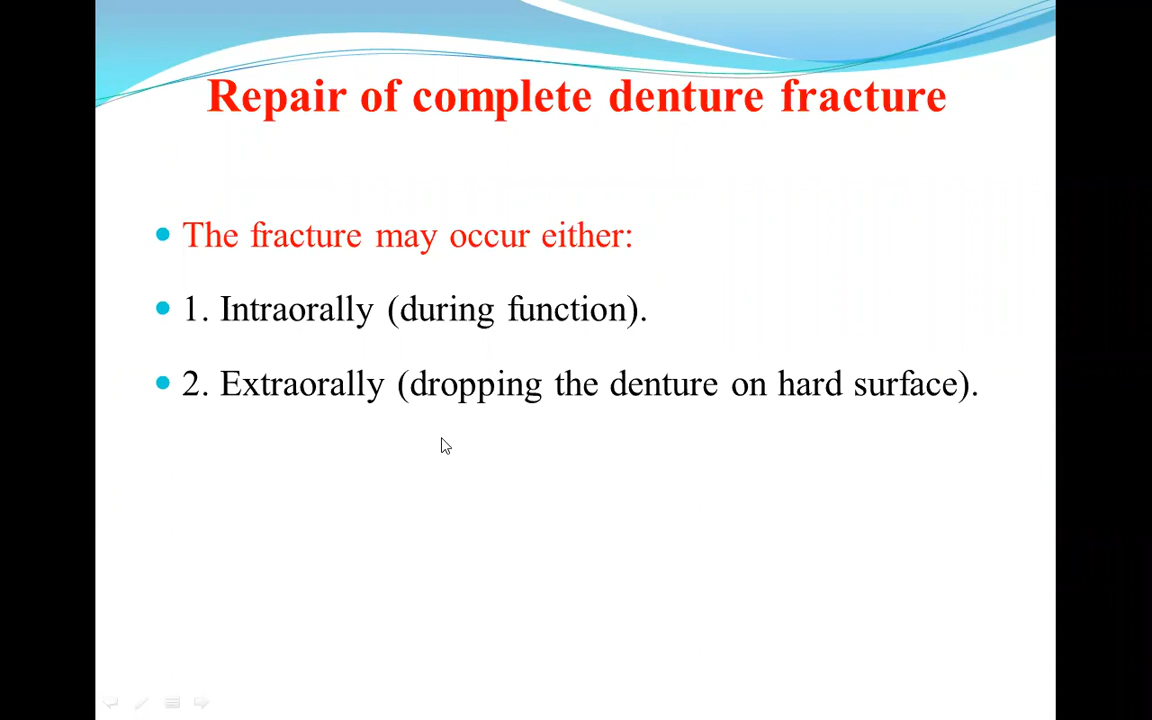 Repair of complete denture fracture
• The fracture may occur either:
• 1. Intraorally (during function).
• 2. Extraorally (dropping the denture on hard surface).